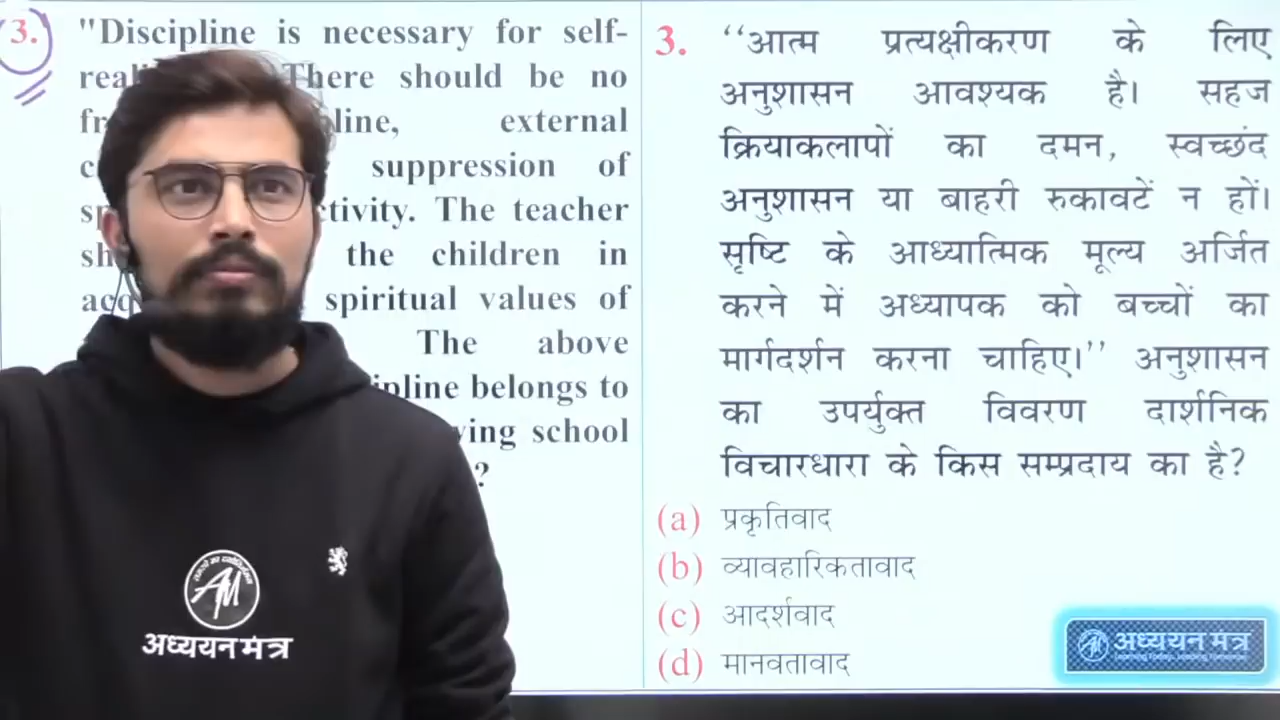 3.
"Discipline is necessary for self-
There should be no
external
suppression of
The teacher
the children in
spiritual values of
The above
belongs to
school
?
3.
‘‘आत्म प्रत्यक्षीकरण के लिए
अनुशासन आवश्यक है। सहज
क्रियाकलापों का दमन, स्वच्छंद
अनुशासन या बाहरी रुकावटें न हों।
सृष्टि के आध्यात्मिक मूल्य अर्जित
करने में अध्यापक को बच्चों का
मार्गदर्शन करना चाहिए।’’ अनुशासन
का उपर्युक्त विवरण दार्शनिक
विचारधारा के किस सम्प्रदाय का है?
(a) प्रकृतिवाद
(b) व्यावहारिकतावाद
(c) आदर्शवाद
(d) मानवतावाद
AM
अध्ययन मंत्र
अध्ययन मंत्र